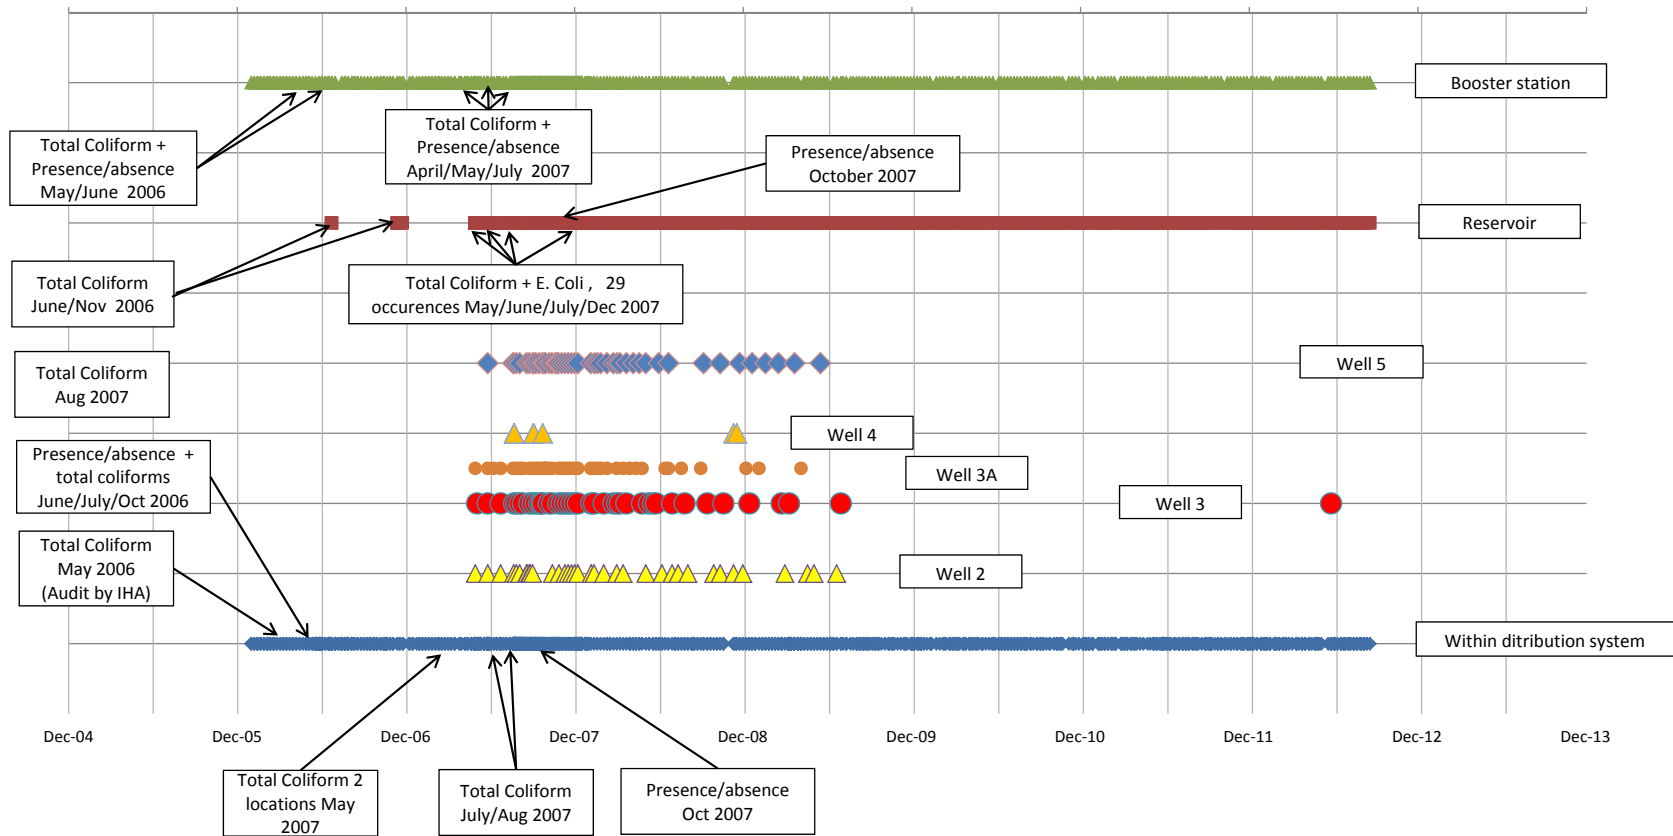 Booster station
Total Coliform +
Presence/absence
May/June  2006
Total Coliform +
Presence/absence
April/May/July  2007
Presence/absence
October 2007
Reservoir
Total Coliform
June/Nov  2006
Total Coliform + E. Coli ,   29
occurences May/June/July/Dec 2007
Total Coliform
Aug 2007
Well 5
Well 4
Presence/absence  +
total coliforms
June/July/Oct 2006
Well 3A
Well 3
Total Coliform
May 2006
(Audit by IHA)
Well 2
Within ditribution system
Dec-04
Dec-05
Dec-06
Dec-07
Dec-08
Dec-09
Dec-10
Dec-11
Dec-12
Dec-13
Total Coliform 2
locations May
2007
Total Coliform
July/Aug 2007
Presence/absence
Oct 2007